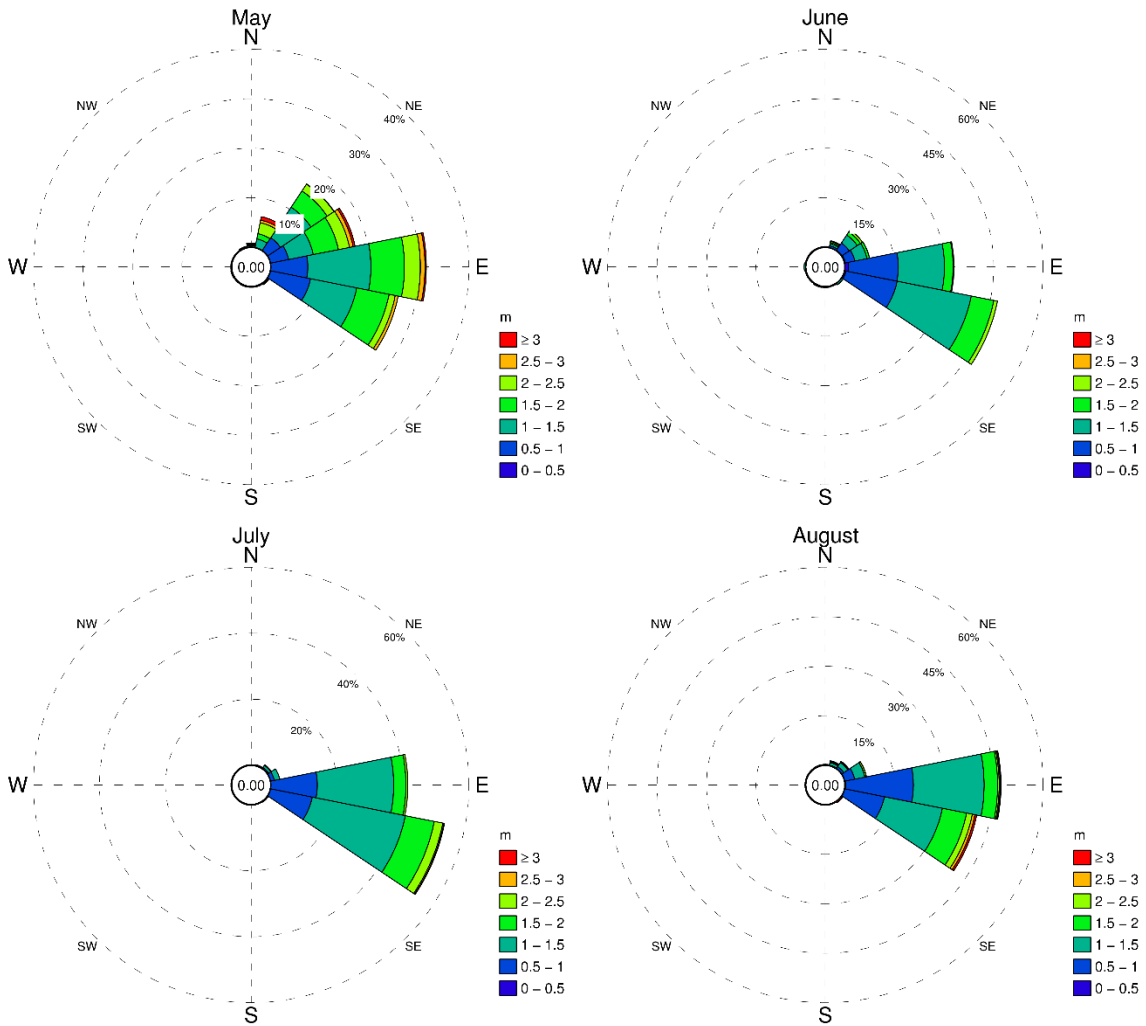 May
N
NW
NE
40%
30%
20%
10%
W
0.00
E
SW
SE
S
m
≥ 3
2.5 − 3
2 − 2.5
1.5 − 2
1 − 1.5
0.5 − 1
0 − 0.5
June
N
NW
NE
60%
45%
30%
15%
0.00
E
SW
SE
S
m
≥ 3
2.5 − 3
2 − 2.5
1.5 − 2
1 − 1.5
0.5 − 1
0 − 0.5
W
July
N
NW
NE
60%
40%
20%
W
0.00
E
SW
SE
S
m
≥ 3
2.5 − 3
2 − 2.5
1.5 − 2
1 − 1.5
0.5 − 1
0 − 0.5
August
N
NW
NE
60%
45%
30%
15%
W
0.00
E
SW
SE
S
m
≥ 3
2.5 − 3
2 − 2.5
1.5 − 2
1 − 1.5
0.5 − 1
0 − 0.5